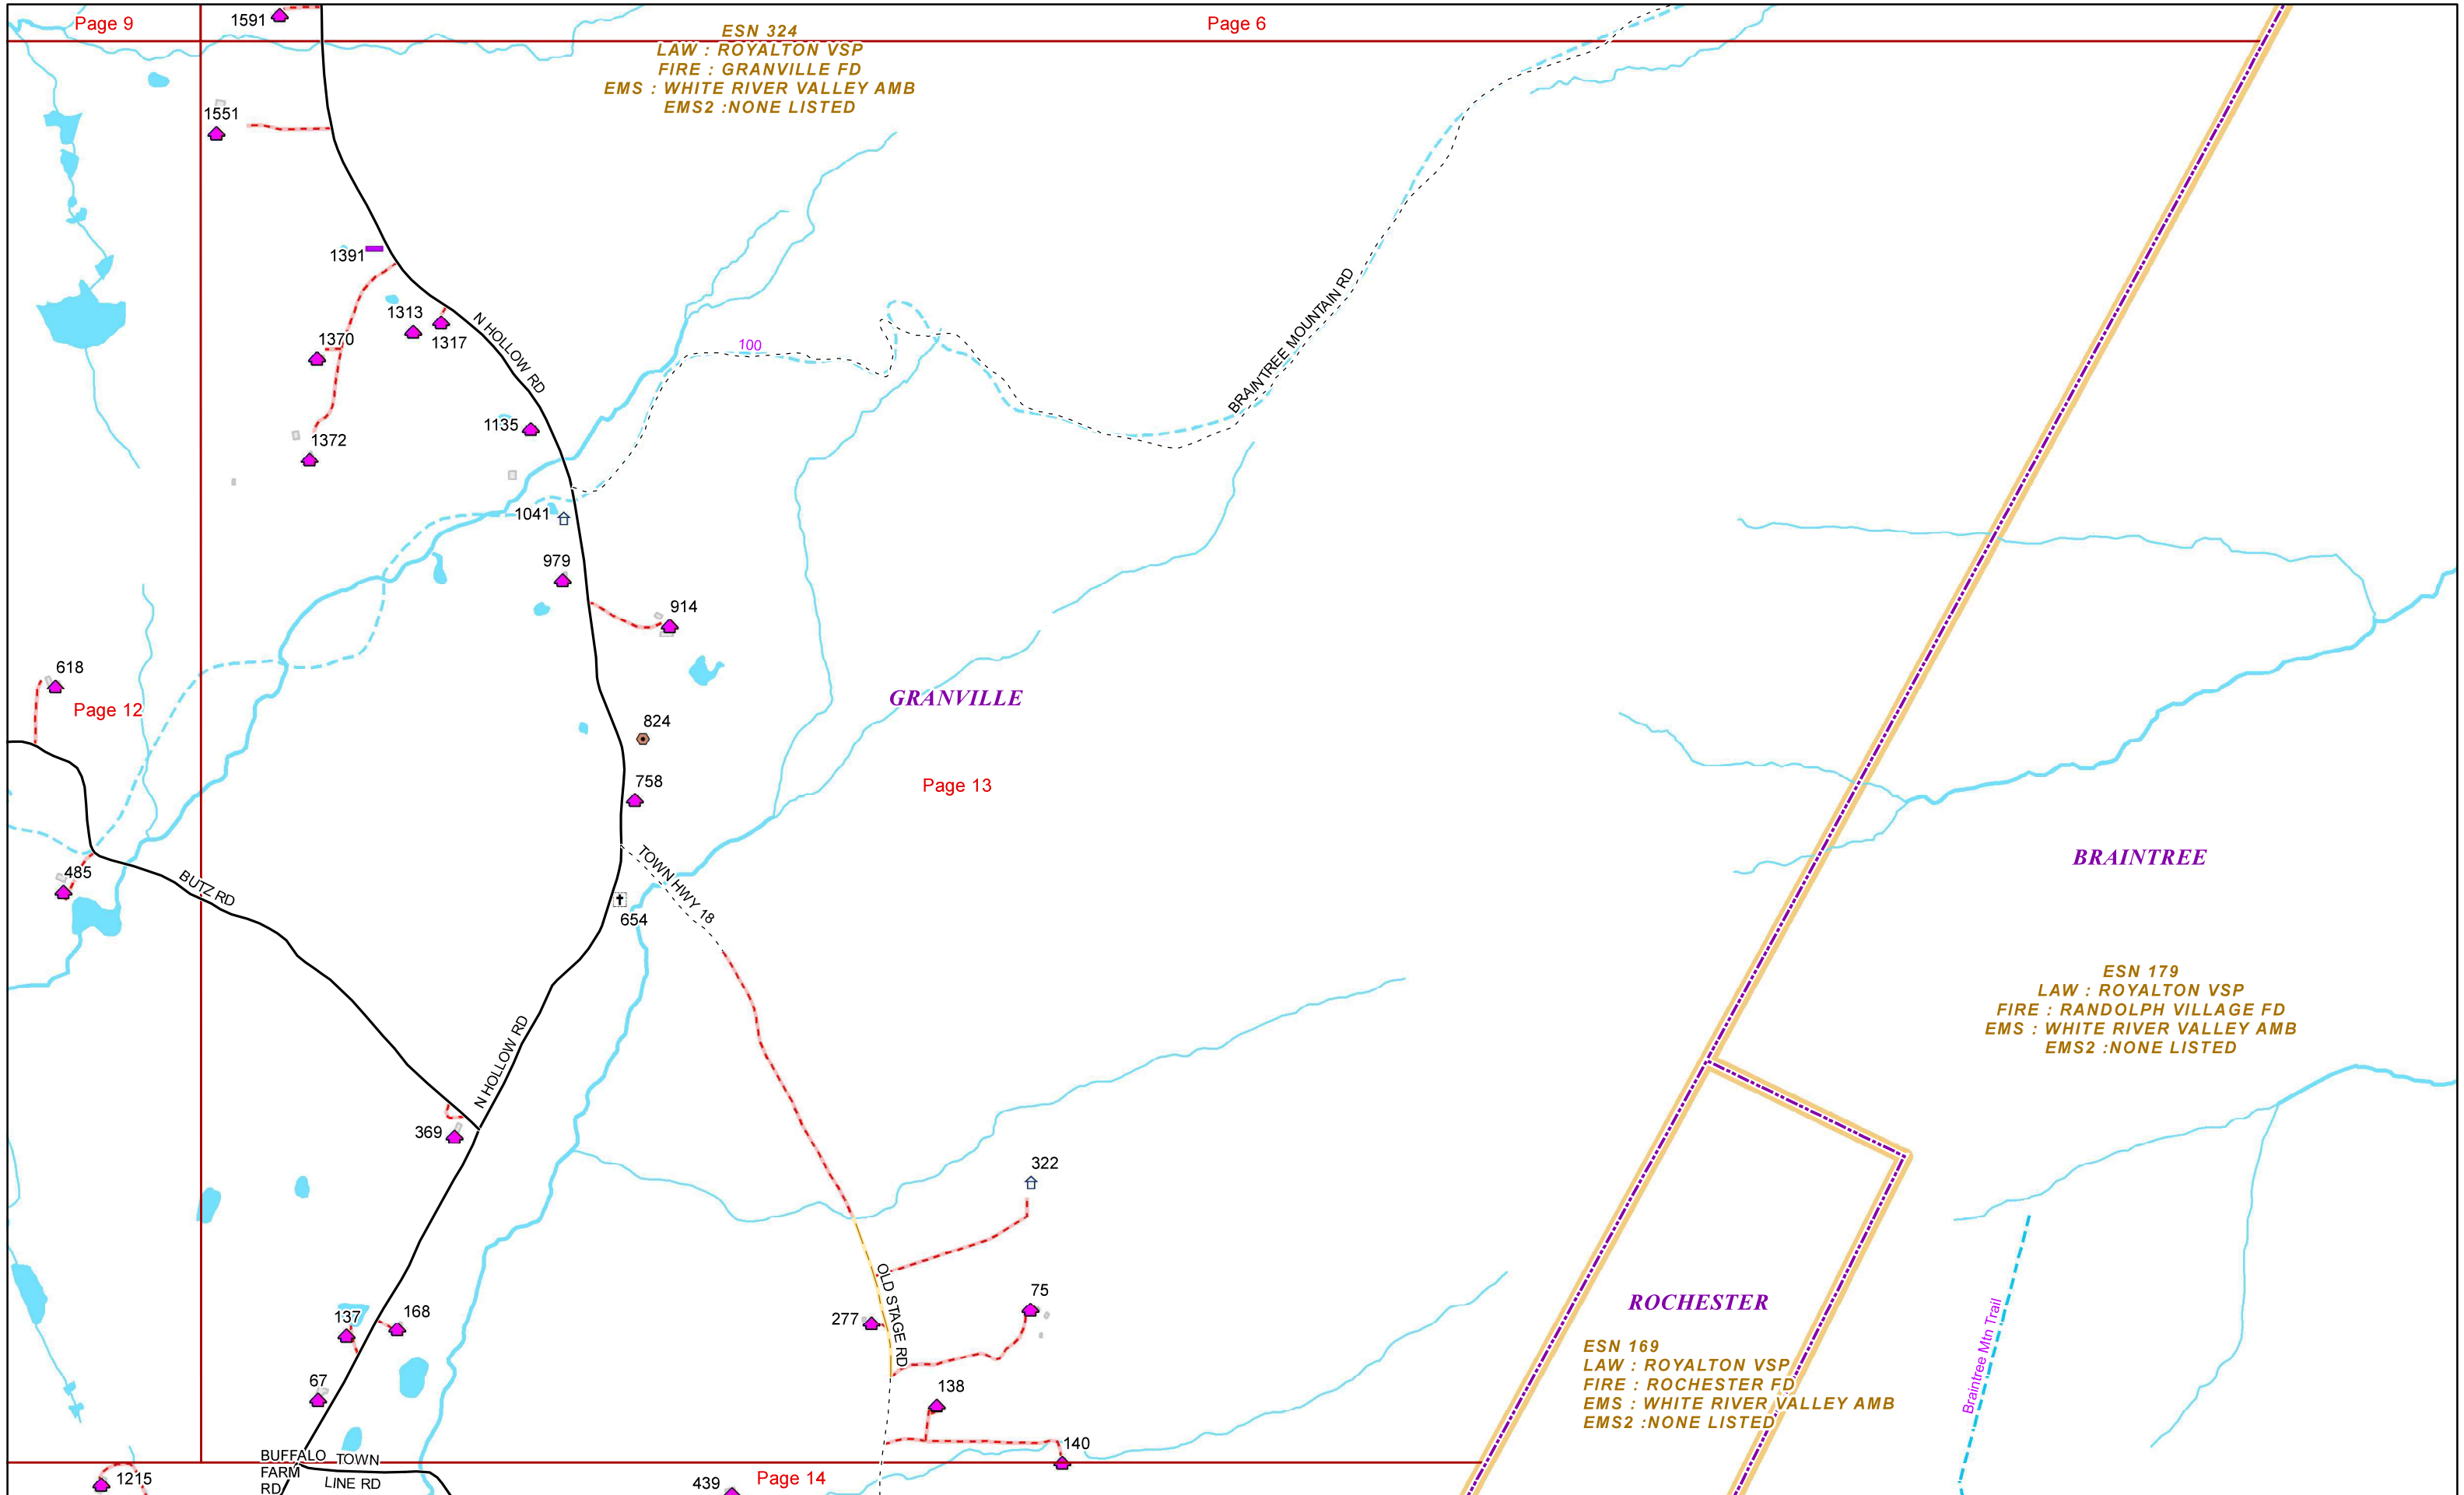 Page 9
1591
Page 6
ESN 324
LAW : ROYALTON VSP
FIRE : GRANVILLE FD
EMS : WHITE RIVER VALLEY AMB
EMS2 :NONE LISTED
1551
1391
1313
1317
1370
N HOLLOW RD
100
BRAINTREE MOUNTAIN RD
1135
1372
1041
979
914
618
Page 12
GRANVILLE
824
758
Page 13
TOWN HWY 18
BRAINTREE
485
BUTZ RD
654
ESN 179
LAW : ROYALTON VSP
FIRE : RANDOLPH VILLAGE FD
EMS : WHITE RIVER VALLEY AMB
EMS2 :NONE LISTED
N HOLLOW RD
369
322
OLD STAGE RD
75
277
137
168
ROCHESTER
ESN 169
LAW : ROYALTON VSP
FIRE : ROCHESTER FD
EMS : WHITE RIVER VALLEY AMB
EMS2 :NONE LISTED
Braintree Mtn Trail
67
138
140
BUFFALO
FARM
RD
TOWN
LINE RD
1215
439
Page 14